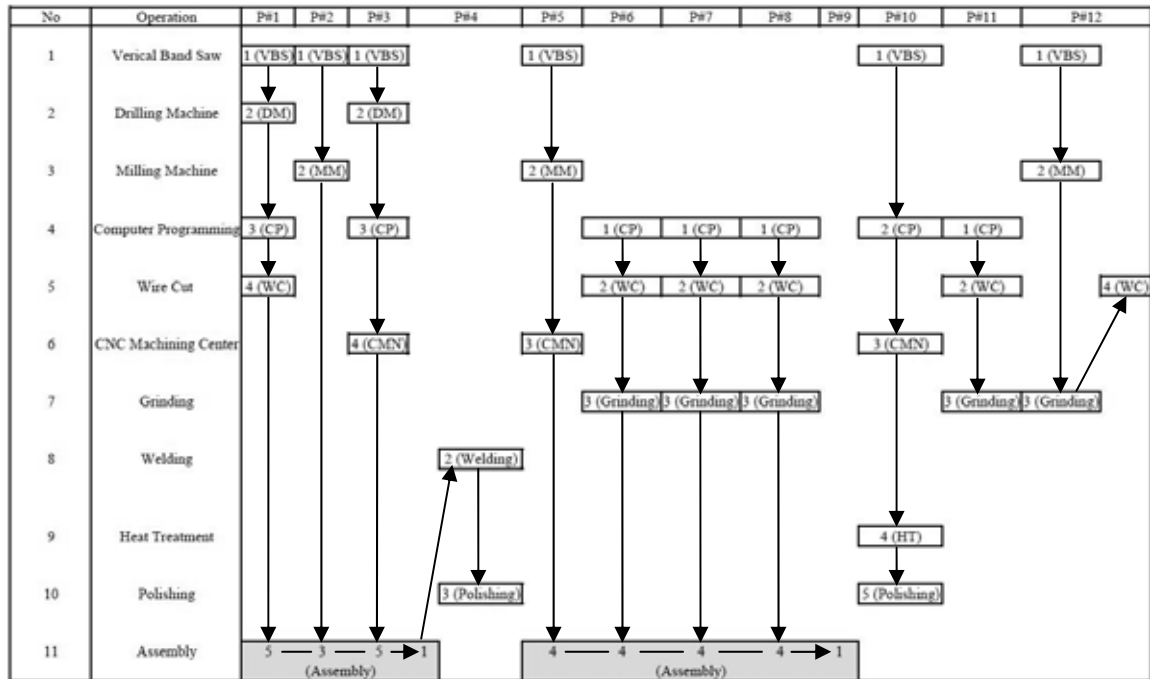 No Operation P#1 P#2 P#3 P#4 P#5 P#6 P#7 P#8 P#9 P#10 P#11 P#12
1 Verical Band Saw 1 (VBS) 1 (VBS) 1 (VBS) 1 (VBS) 1 (VBS) 1 (VBS)
2 Drilling Machine 2 (DM) 2 (DM)
3 Milling Machine 2 (MM) 2 (MM) 2 (MM)
4 Computer Programming 3 (CP) 3 (CP) 1 (CP) 1 (CP) 1 (CP) 2 (CP) 1 (CP)
5 Wire Cut 4 (WC) 2 (WC) 2 (WC) 2 (WC) 2 (WC) 4 (WC)
6 CNC Machining Center 4 (CMN) 3 (CMN) 3 (CMN)
7 Grinding 3 (Grinding) 3 (Grinding) 3 (Grinding) 3 (Grinding) 3 (Grinding)
8 Welding 2 (Welding)
9 Heat Treatment 4 (HT)
10 Polishing 3 (Polishing) 5 (Polishing)
11 Assembly 5 3 5 1 4 4 4 4 1
(Assembly) (Assembly)